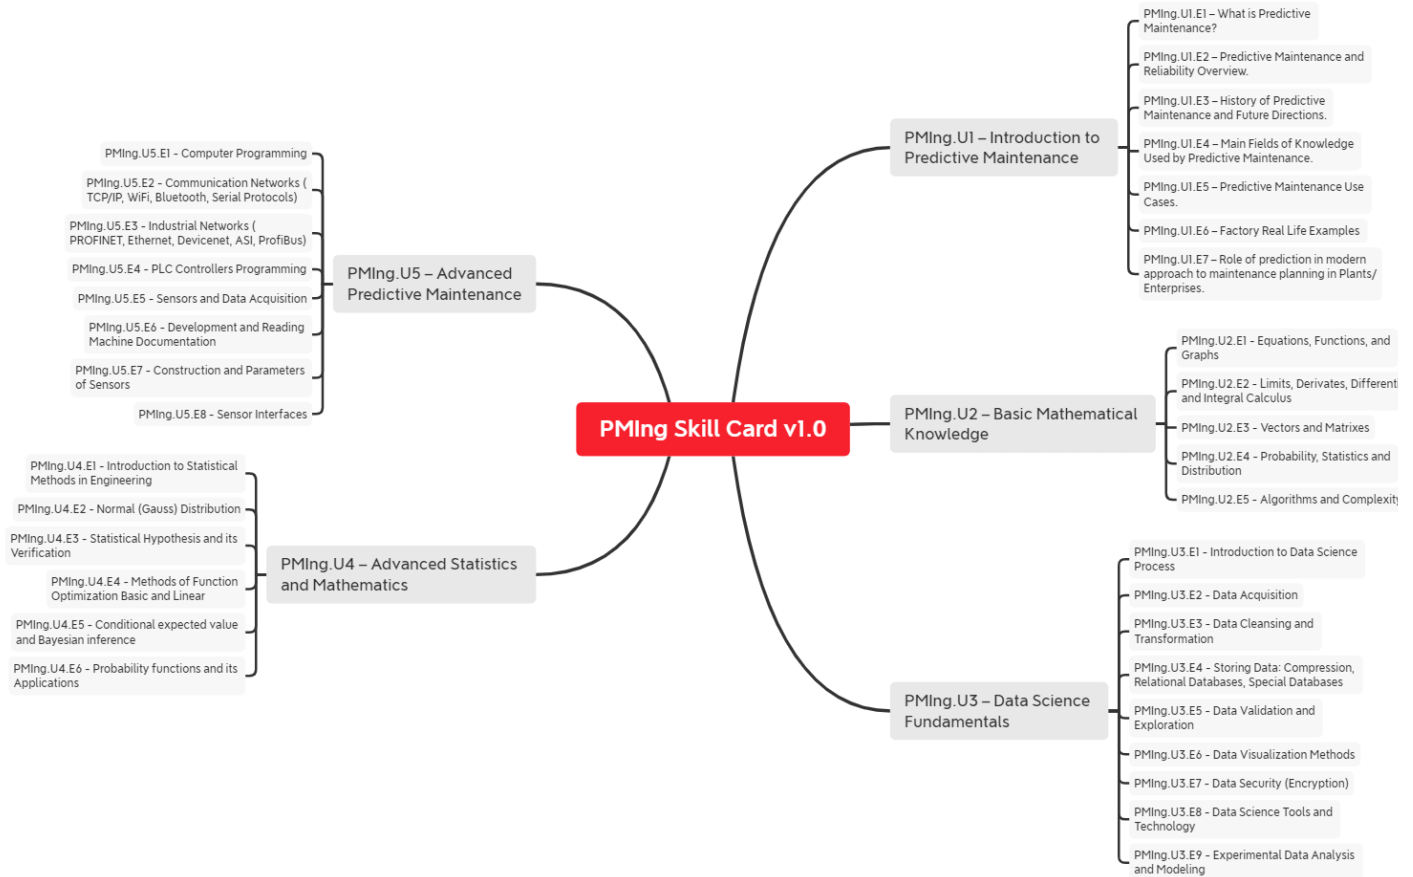 PMIng Skill Card v1.0
PMIng.U1 – Introduction to
Predictive Maintenance
PMIng.U1.E1 – What is Predictive
Maintenance?
PMIng.U1.E2 – Predictive Maintenance and
Reliability Overview.
PMIng.U1.E3 – History of Predictive
Maintenance and Future Directions.
PMIng.U1.E4 – Main Fields of Knowledge
Used by Predictive Maintenance.
PMIng.U1.E5 – Predictive Maintenance Use
Cases.
PMIng.U1.E6 – Factory Real Life Examples
PMIng.U1.E7 – Role of prediction in modern
approach to maintenance planning in Plants/
Enterprises.
PMIng.U2 – Basic Mathematical
Knowledge
PMIng.U2.E1 - Equations, Functions, and
Graphs
PMIng.U2.E2 - Limits, Derivates, Different
and Integral Calculus
PMIng.U2.E3 - Vectors and Matrixes
PMIng.U2.E4 - Probability, Statistics and
Distribution
PMIng.U2.E5 - Algorithms and Complexity
PMIng.U3 – Data Science
Fundamentals
PMIng.U3.E1 - Introduction to Data Science
Process
PMIng.U3.E2 - Data Acquisition
PMIng.U3.E3 - Data Cleansing and
Transformation
PMIng.U3.E4 - Storing Data: Compression,
Relational Databases, Special Databases
PMIng.U3.E5 - Data Validation and
Exploration
PMIng.U3.E6 - Data Visualization Methods
PMIng.U3.E7 - Data Security (Encryption)
PMIng.U3.E8 - Data Science Tools and
Technology
PMIng.U3.E9 - Experimental Data Analysis
and Modeling
PMIng.U5 – Advanced
Predictive Maintenance
PMIng.U5.E1 - Computer Programming
PMIng.U5.E2 - Communication Networks (
TCP/IP, WiFi, Bluetooth, Serial Protocols)
PMIng.U5.E3 - Industrial Networks (
PROFINET, Ethernet, Devicenet, ASI, ProfiBus)
PMIng.U5.E4 - PLC Controllers Programming
PMIng.U5.E5 - Sensors and Data Acquisition
PMIng.U5.E6 - Development and Reading
Machine Documentation
PMIng.U5.E7 - Construction and Parameters
of Sensors
PMIng.U5.E8 - Sensor Interfaces
PMIng.U4 – Advanced Statistics
and Mathematics
PMIng.U4.E1 - Introduction to Statistical
Methods in Engineering
PMIng.U4.E2 - Normal (Gauss) Distribution
PMIng.U4.E3 - Statistical Hypothesis and its
Verification
PMIng.U4.E4 - Methods of Function
Optimization Basic and Linear
PMIng.U4.E5 - Conditional expected value
and Bayesian inference
PMIng.U4.E6 - Probability functions and its
Applications